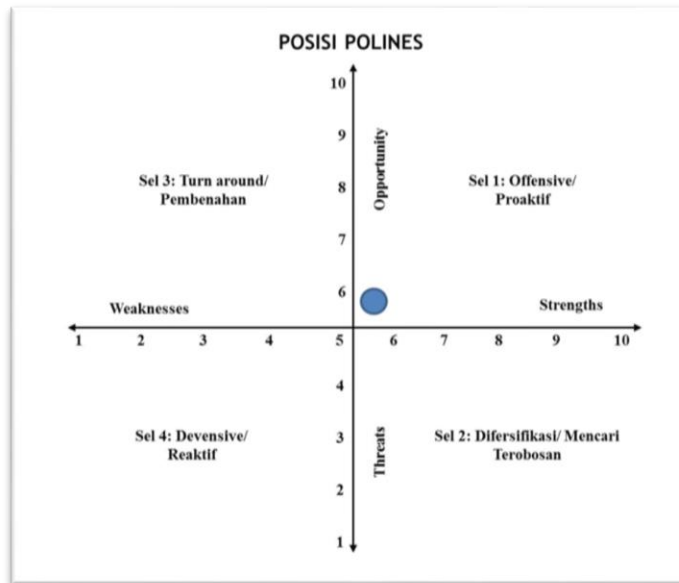 POSISI POLINES
10
9
Opportunity
Sel 3: Turn around/
Pembenahan
8
Sel 1: Offensive/
Proaktif
7
6
Weaknesses
Strengths
1 2 3 4 5 6 7 8 9 10
4
Sel 4: Devensive/
Reaktif
3
Threats
Sel 2: Difersifikasi/ Mencari
Terobosan
2
1